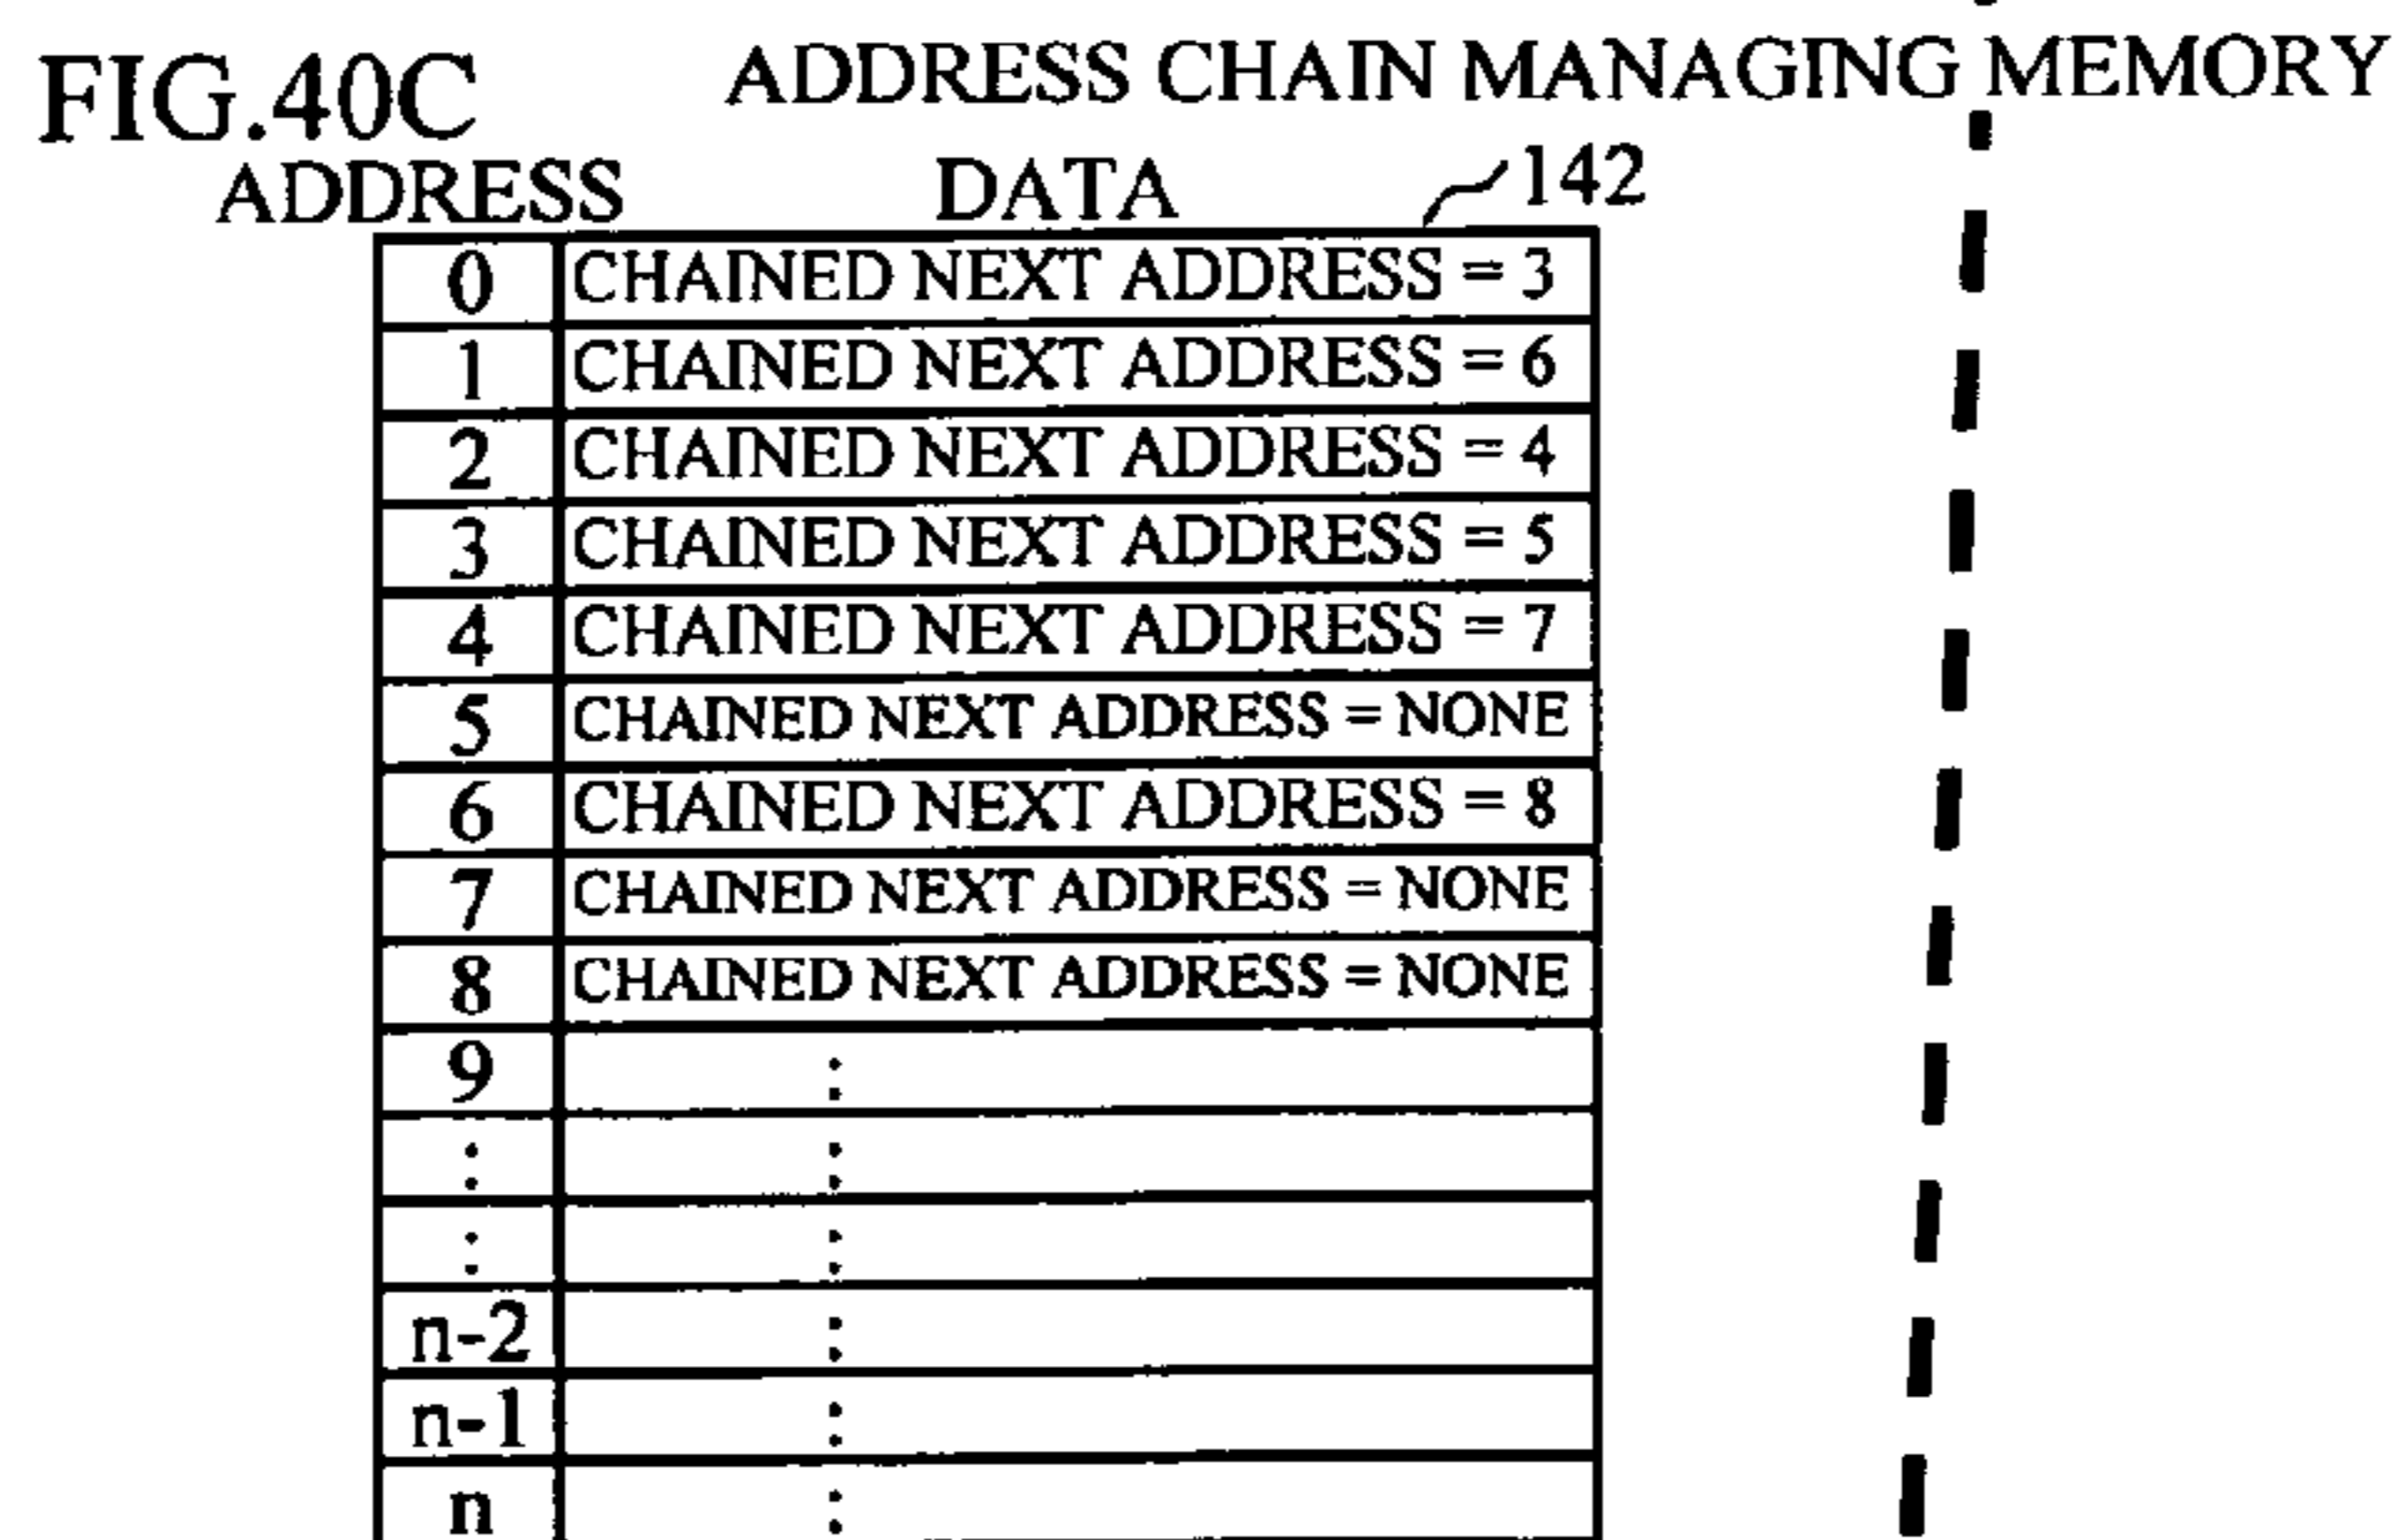 FIG.40C ADDRESS CHAIN MANAGING MEMORY
ADDRESS DATA 142
0 CHAINED NEXT ADDRESS = 3
1 CHAINED NEXT ADDRESS = 6
2 CHAINED NEXT ADDRESS = 4
3 CHAINED NEXT ADDRESS = 5
4 CHAINED NEXT ADDRESS = 7
5 CHAINED NEXT ADDRESS = NONE
6 CHAINED NEXT ADDRESS = 8
7 CHAINED NEXT ADDRESS = NONE
8 CHAINED NEXT ADDRESS = NONE
9 :
: :
: :
n-2 :
n-1 :
n :